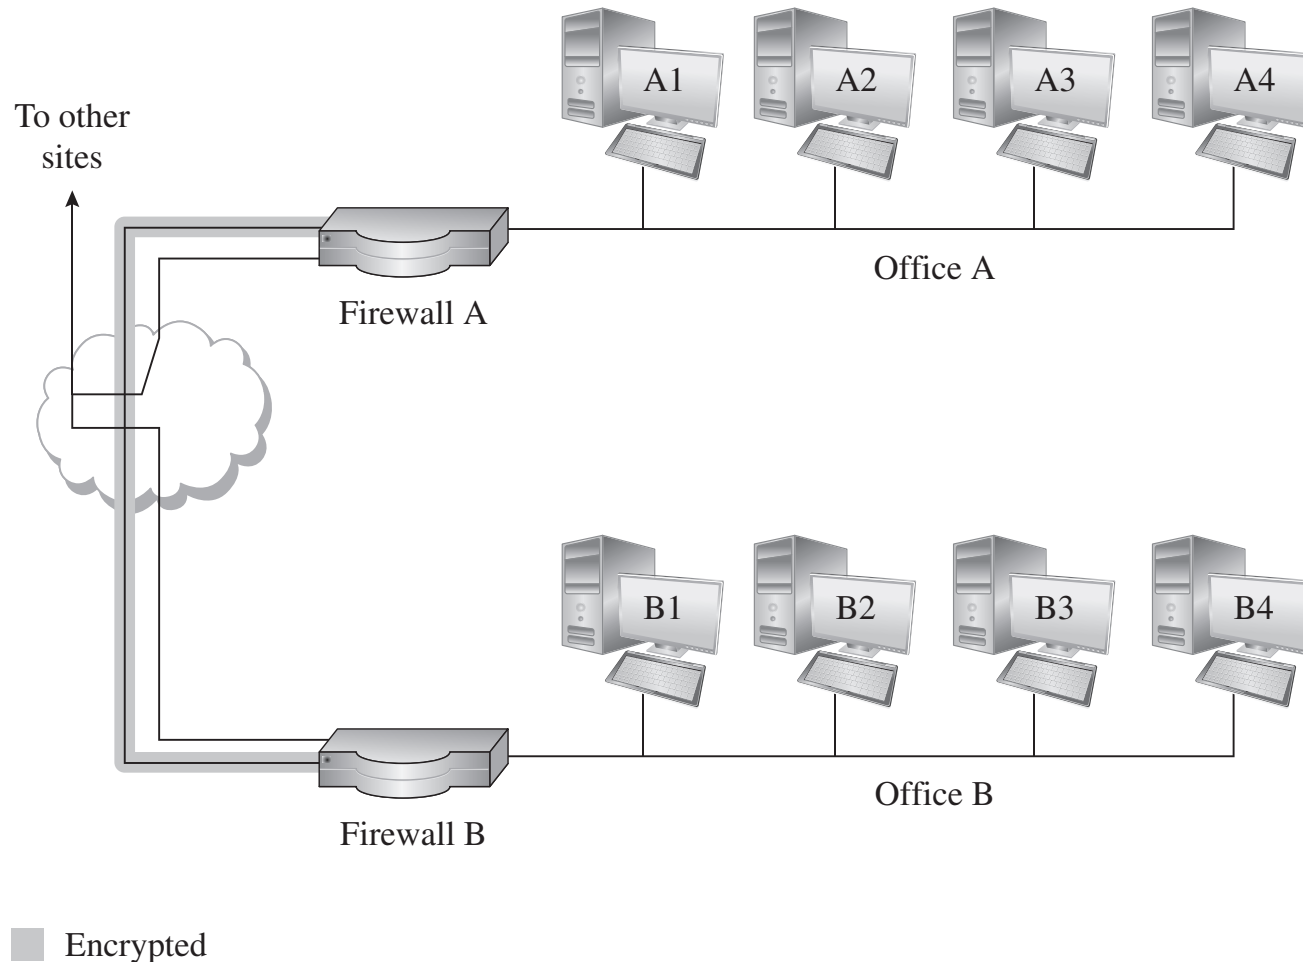 A1
A2
A3
A4
To other
sites
Office A
Firewall A
B1
B2
B3
B4
Office B
Firewall B
Encrypted